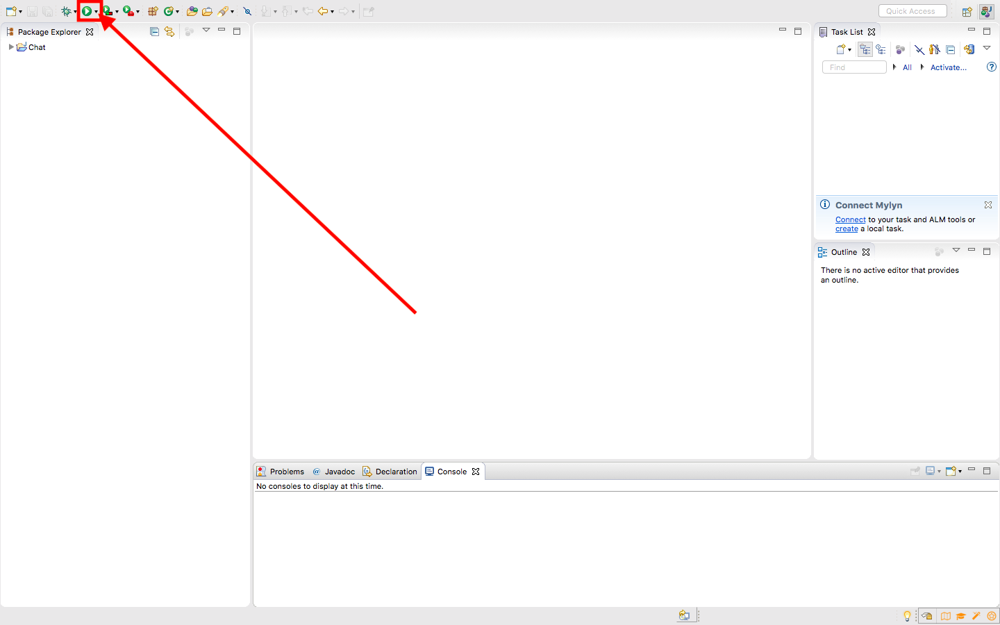 Quick Access
Package Explorer
Chat
Task List
Find
All
Activate...
Connect Mylyn
Connect to your task and ALM tools or
create a local task.
Outline
There is no active editor that provides
an outline.
Problems
@ Javadoc
Declaration
Console
No consoles to display at this time.